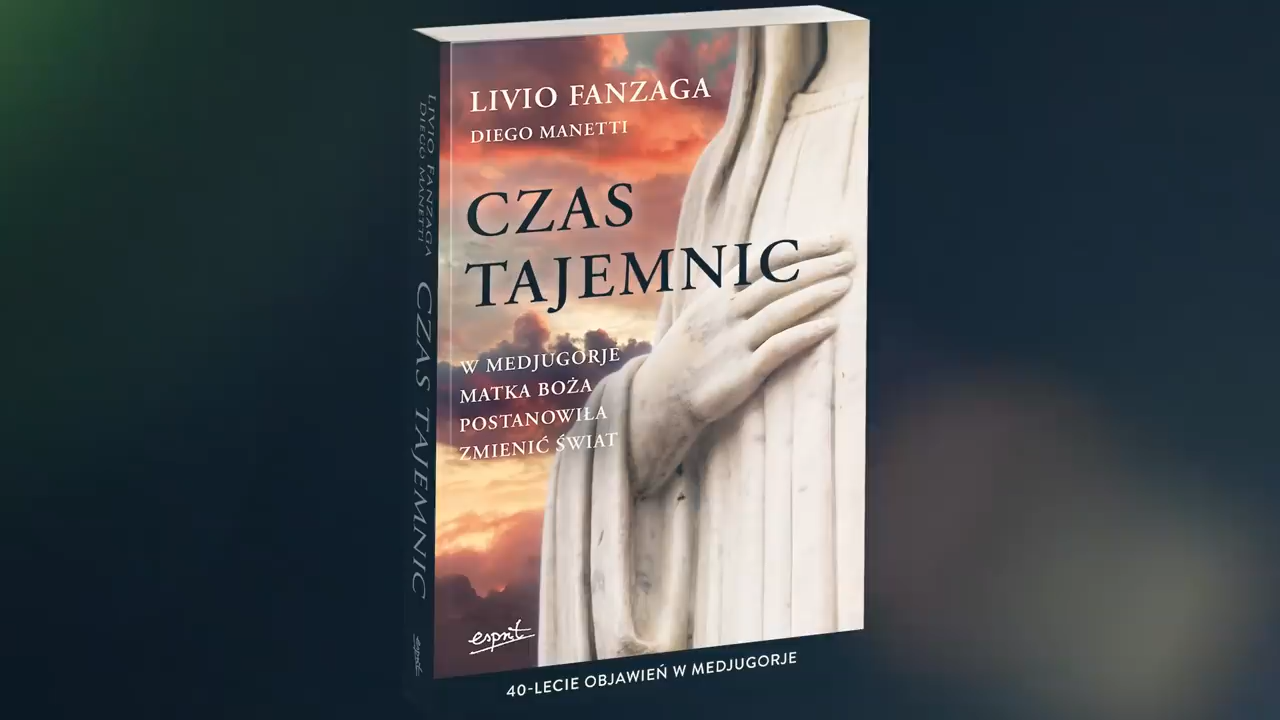 LIVIO FANZAGA
DIEGO MANETTI
CZAS
TAJEMNIC
W MEDJUGORJE
MATKA BOŻA
POSTANOWIŁA
ZMIENIĆ ŚWIAT
esprit
40-LECIE OBJAWIEŃ W MEDJUGORJE
LIVIO FANZAGA
DIEGO MANETTI
CZAS TAJEMNIC
esprit